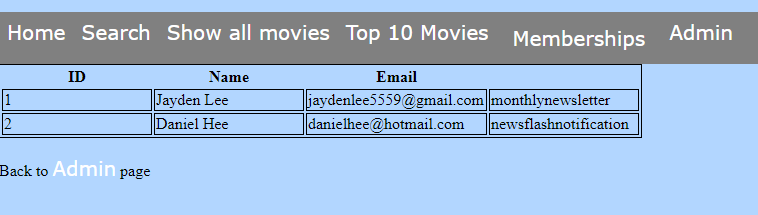 Home Search Show all movies Top 10 Movies Memberships Admin
ID Name Email
1 Jayden Lee jaydenlee5559@gmail.com monthlynewsletter
2 Daniel Hee danielhee@hotmail.com newsflashnotification
Back to Admin page